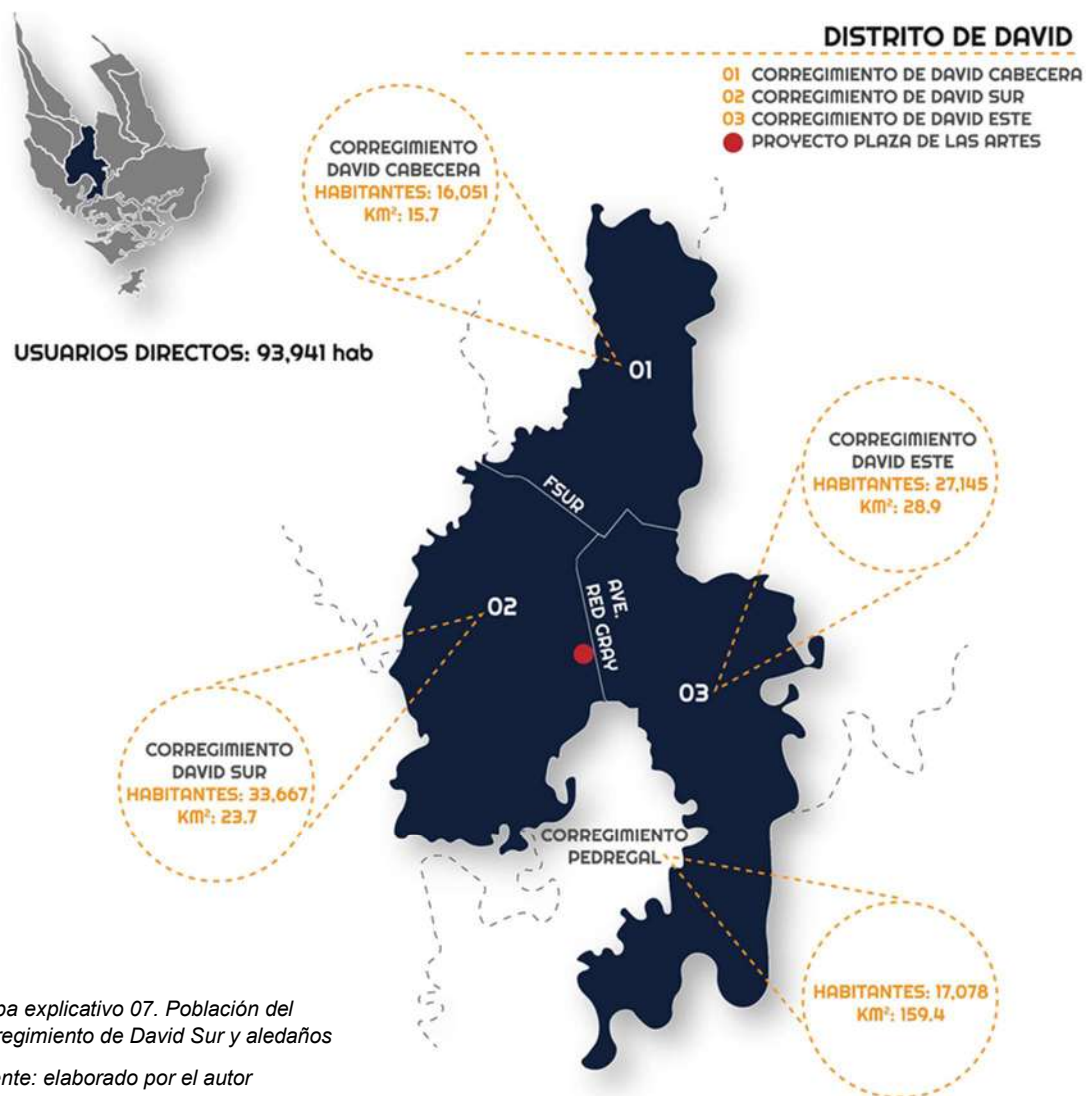 DISTRITO DE DAVID
01 CORREGIMIENTO DE DAVID CABECERA
02 CORREGIMIENTO DE DAVID SUR
03 CORREGIMIENTO DE DAVID ESTE
PROYECTO PLAZA DE LAS ARTES
CORREGIMIENTO
DAVID CABECERA
HABITANTES: 16,051
KM²: 15.7
USUARIOS DIRECTOS: 93,941 hab
01
CORREGIMIENTO
DAVID ESTE
HABITANTES: 27,145
KM²: 28.9
FSUR
AVE.
RED GRAY
02
03
CORREGIMIENTO
DAVID SUR
HABITANTES: 33,667
KM²: 23.7
CORREGIMIENTO
PEDREGAL
HABITANTES: 17,078
KM²: 159.4
pa explicativo 07. Población del
regimiento de David Sur y aledaños
nte: elaborado por el autor